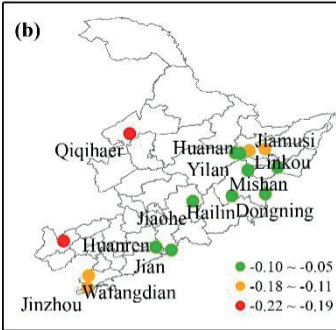 (b)
Qiqihaer
Huanan
Jiamusi
Yilan
Linkou
Mishan
Jiaohe
Hailin
Dongning
Huanren
Jian
Wafangdian
Jinzhou
-0.10 ~ -0.05
-0.18 ~ -0.11
-0.22 ~ -0.19